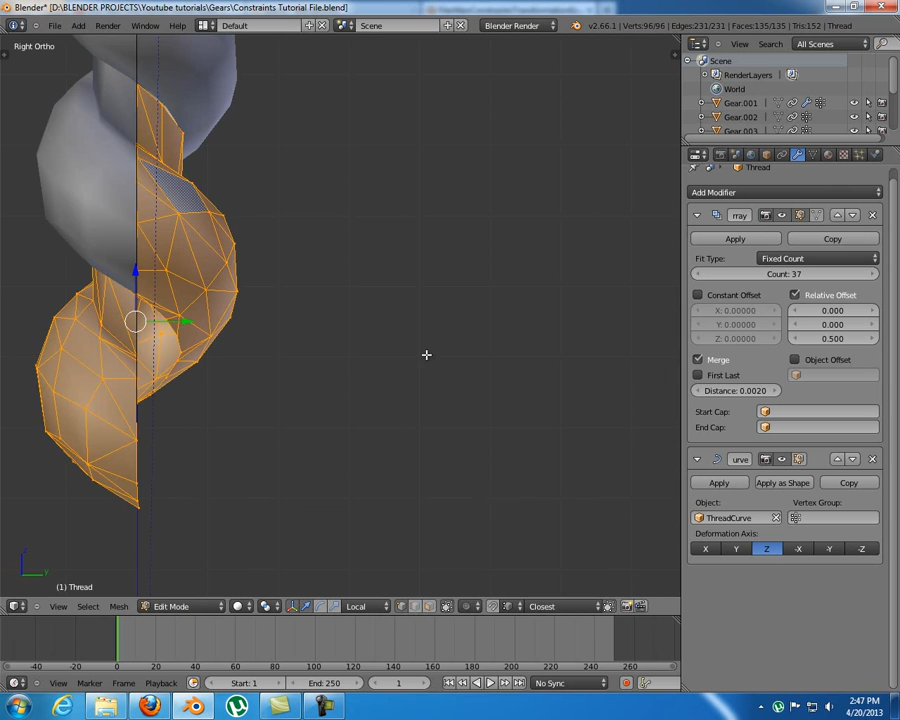 Blender* [D:\BLENDER PROJECTS\Youtube tutorials\Gears\Constraints Tutorial File.blend]
File Add Render Window Help Default Scene Blender Render v2.66.1 | Verts:96/96 | Edges:231/231 | Faces:135/135 | Tris:152 | Thread
Right Ortho
View Search All Scenes
Scene
RenderLayers |
World
Gear.001 |
Gear.002 |
Gear.003
Thread
Add Modifier
rray
Apply Copy
Fit Type: Fixed Count
Count: 37
Constant Offset Relative Offset
X: 0.00000 0.000
Y: 0.00000 0.000
Z: 0.00000 0.500
Merge Object Offset
First Last
Distance: 0.0020
Start Cap:
End Cap:
urve
Apply Apply as Shape Copy
Object: Vertex Group:
ThreadCurve
Deformation Axis:
X Y Z -X -Y -Z
z
y
(1) Thread
View Select Mesh Edit Mode Local Closest
-40 -20 0 20 40 60 80 100 120 140 160 180 200 220 240 260
View Marker Frame Playback Start: 1 End: 250 1 No Sync
2:47 PM
4/20/2013